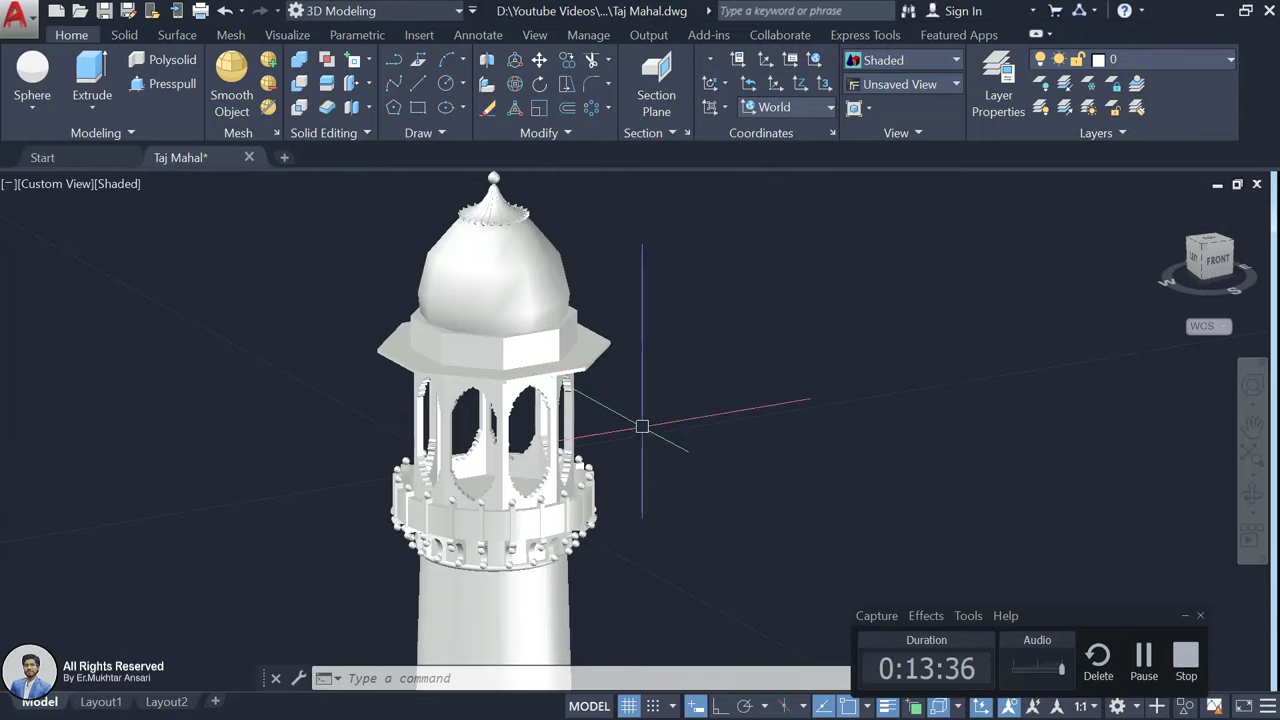 3D Modeling
D:\Youtube Videos\...\Taj Mahal.dwg
Type a keyword or phrase
Sign In
Home Solid Surface Mesh Visualize Parametric Insert Annotate View Manage Output Add-ins Collaborate Express Tools Featured Apps
Sphere
Extrude
Polysolid
Presspull
Smooth
Object
Section
Plane
World
Shaded
Unsaved View
Layer
Properties
0
Modeling Mesh Solid Editing Draw Modify Section Coordinates View Layers
Start Taj Mahal*
[−][Custom View][Shaded]
TOP
LEFT
FRONT
W
S
WCS
Capture Effects Tools Help
Duration
0:13:36
Audio
Delete
Pause
Stop
All Rights Reserved
By Er.Mukhtar Ansari
Type a command
Model Layout1 Layout2
MODEL
1:1